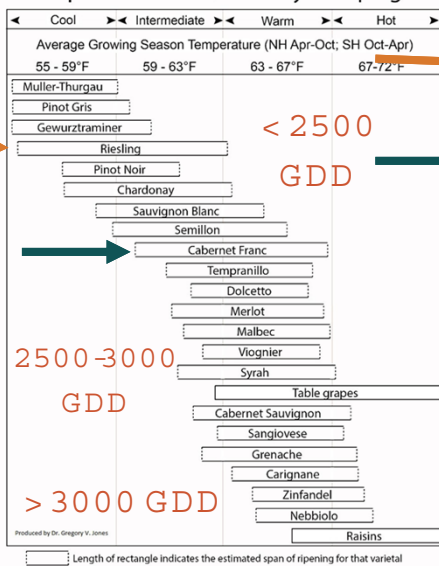 Cool Intermediate Warm Hot
Average Growing Season Temperature (NH Apr-Oct; SH Oct-Apr)
55 - 59°F 59 - 63°F 63 - 67°F 67-72°F
Muller-Thurgau
Pinot Gris
Gewurztraminer
< 2500
Riesling
Pinot Noir
GDD
Chardonay
Sauvignon Blanc
Semillon
Cabernet Franc
Tempranillo
Dolcetto
Merlot
Malbec
Viognier
2500-3000
Syrah
Table grapes
GDD
Cabernet Sauvignon
Sangiovese
Grenache
Carignane
Zinfandel
> 3000 GDD
Nebbiolo
Produced by Dr. Gregory V. Jones
Raisins
Length of rectangle indicates the estimated span of ripening for that varietal